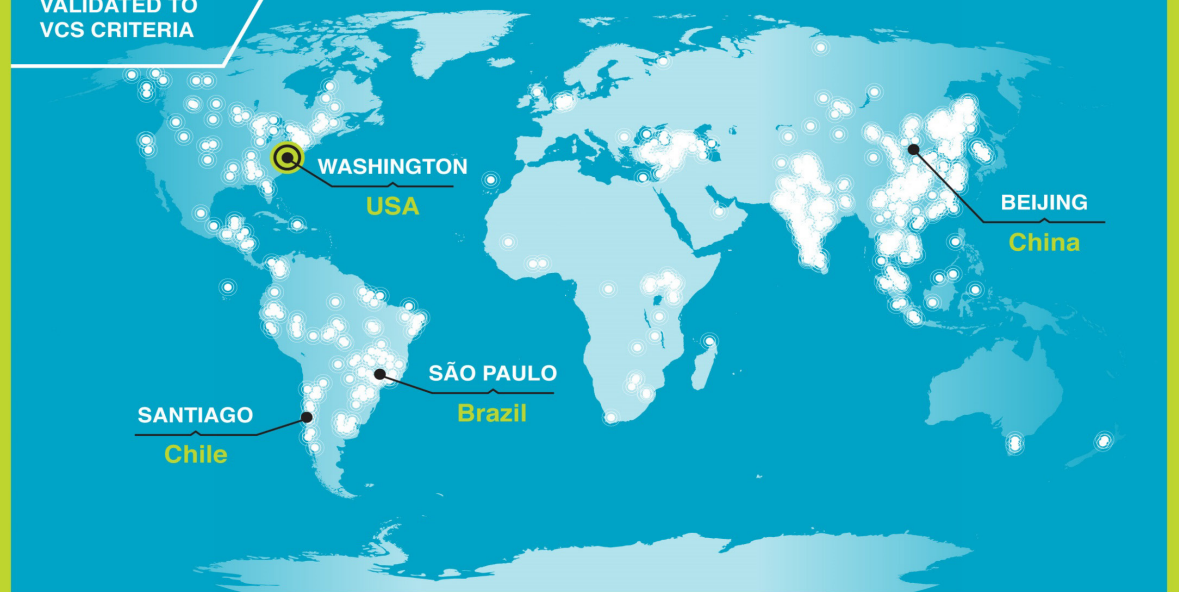 VALIDATED TO
VCS CRITERIA
WASHINGTON
USA
BEIJING
China
SÃO PAULO
Brazil
SANTIAGO
Chile